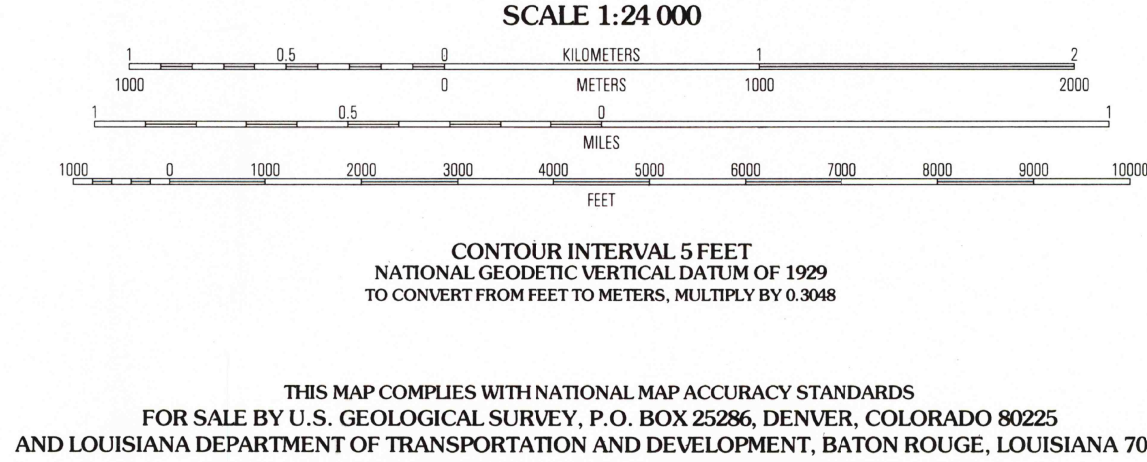 SCALE 1:24 000
1 0.5 0 KILOMETERS 1 2
1000 0 METERS 1000 2000
1 0.5 0 1
MILES
1000 0 1000 2000 3000 4000 5000 6000 7000 8000 9000 10000
FEET
CONTOUR INTERVAL 5 FEET
NATIONAL GEODETIC VERTICAL DATUM OF 1929
TO CONVERT FROM FEET TO METERS, MULTIPLY BY 0.3048
THIS MAP COMPLIES WITH NATIONAL MAP ACCURACY STANDARDS
FOR SALE BY U.S. GEOLOGICAL SURVEY, P.O. BOX 25286, DENVER, COLORADO 80225
AND LOUISIANA DEPARTMENT OF TRANSPORTATION AND DEVELOPMENT, BATON ROUGE, LOUISIANA 70